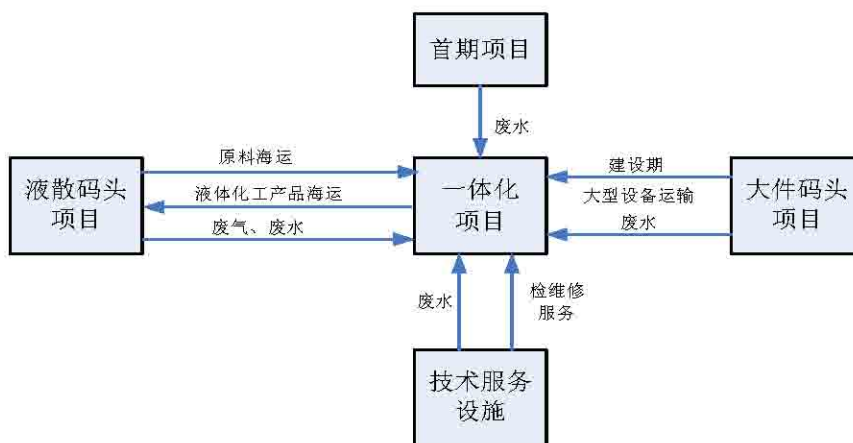 首期项目
废水
原料海运
建设期
液散码头
项目
液体化工产品海运
一体化
项目
大型设备运输
大件码头
项目
废气、废水
废水
废水
检维修
服务
技术服务
设施